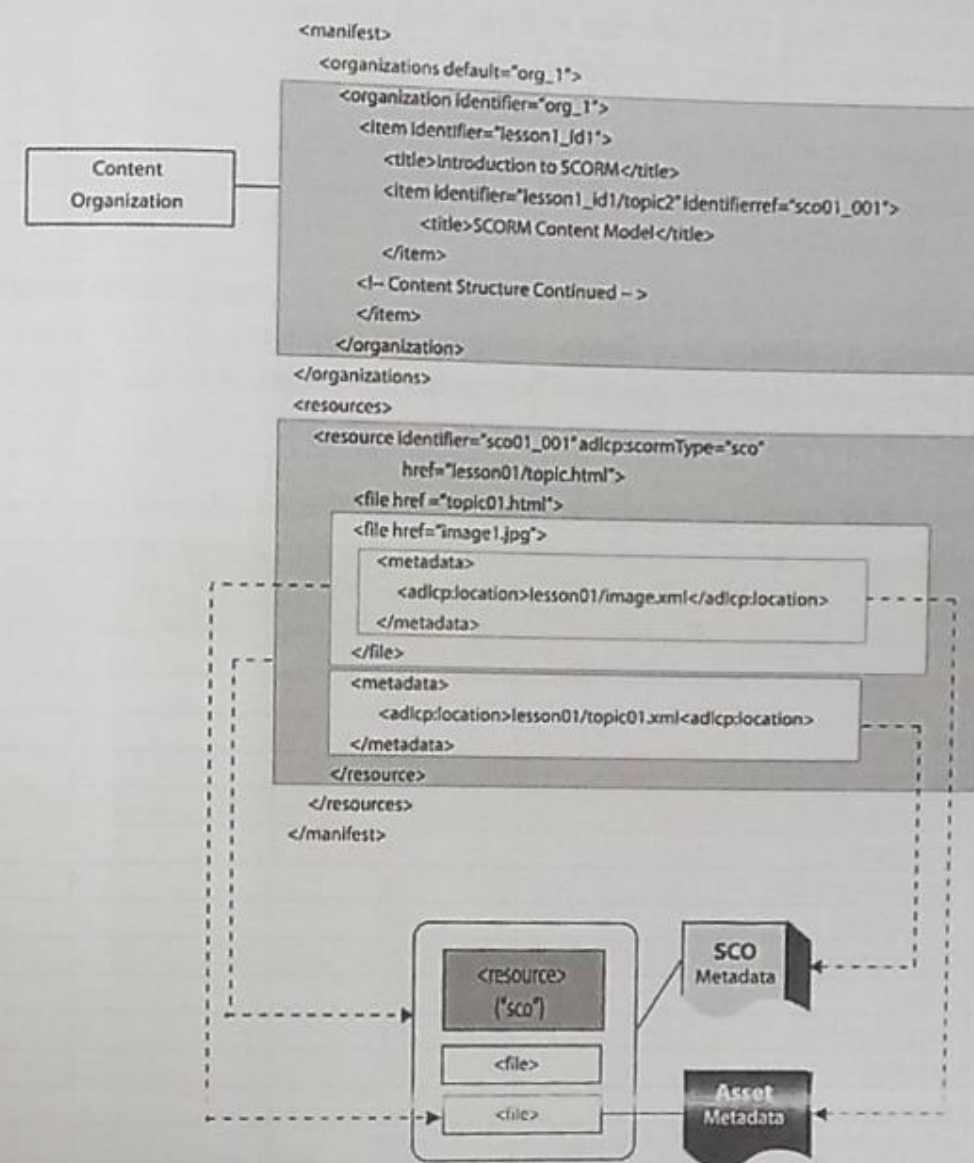 <manifest>
<organizations default="org_1">
<organization identifier="org_1">
<item identifier="lesson1_id1">
<title>Introduction to SCORM</title>
<item identifier="lesson1_id1/topic2" identifierref="sco01_001">
<title>SCORM Content Model</title>
</item>
<!-- Content Structure Continued -- >
</item>
</organization>
</organizations>
Content
Organization
<resources>
<resource identifier="sco01_001" adlcp:scormType="sco"
href="lesson01/topic.html">
<file href ="topic01.html">
<file href="image1.jpg">
<metadata>
<adlcp:location>lesson01/image.xml</adlcp:location>
</metadata>
</file>
<metadata>
<adlcp:location>lesson01/topic01.xml<adlcp:location>
</metadata>
</resource>
</resources>
</manifest>
<resource>
("sco")
<file>
<file>
SCO
Metadata
Asset
Metadata